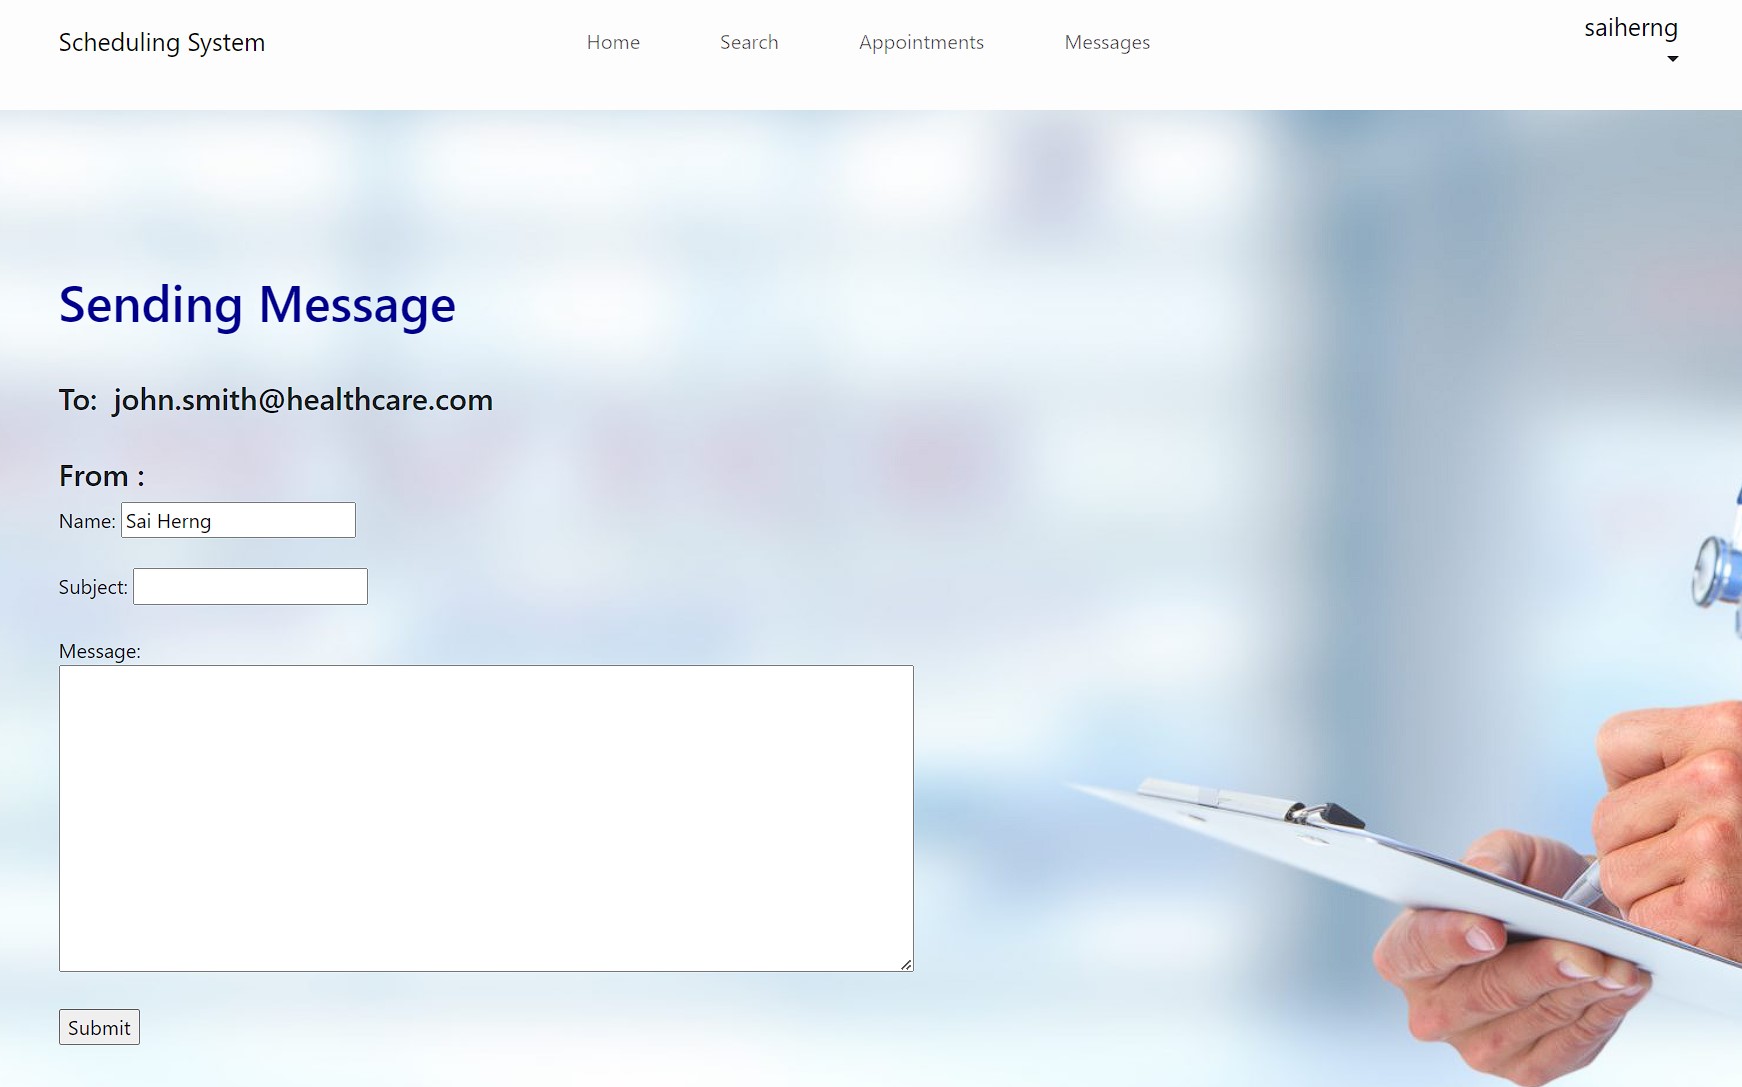 Scheduling System
Home
Search
Appointments
Messages
saiherng
Sending Message
To: john.smith@healthcare.com
From :
Name: Sai Herng
Subject:
Message:
Submit